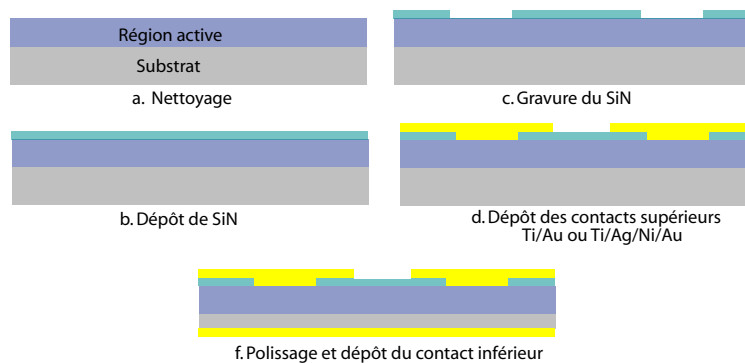 Région active
Substrat
a. Nettoyage
c. Gravure du SiN
b. Dépôt de SiN
d. Dépôt des contacts supérieurs
Ti/Au ou Ti/Ag/Ni/Au
f. Polissage et dépôt du contact inférieur